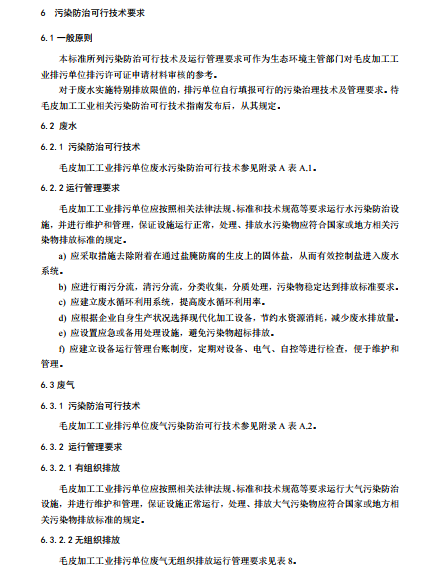 6 污染防治可行技术要求
6.1 一般原则
本标准所列污染防治可行技术及运行管理要求可作为生态环境主管部门对毛皮加工工
业排污单位排污许可证申请材料审核的参考。
对于废水实施特别排放限值的，排污单位自行填报可行的污染治理技术及管理要求。待
毛皮加工工业相关污染防治可行技术指南发布后，从其规定。
6.2 废水
6.2.1 污染防治可行技术
毛皮加工工业排污单位废水污染防治可行技术参见附录 A 表 A.1。
6.2.2 运行管理要求
毛皮加工工业排污单位应按照相关法律法规、标准和技术规范等要求运行水污染防治设
施，并进行维护和管理，保证设施运行正常，处理、排放水污染物应符合国家或地方相关污
染物排放标准的规定。
a) 应采取措施去除附着在通过盐腌防腐的生皮上的固体盐，从而有效控制盐进入废水
系统。
b) 应进行雨污分流，清污分流，分类收集，分质处理，污染物稳定达到排放标准要求。
c) 应建立废水循环利用系统，提高废水循环利用率。
d) 应根据企业自身生产状况选择现代化加工设备，节约水资源消耗，减少废水排放量。
e) 应设置应急或备用处理设施，避免污染物超标排放。
f) 应建立设备运行管理台账制度，定期对设备、电气、自控等进行检查，便于维护和
管理。
6.3 废气
6.3.1 污染防治可行技术
毛皮加工工业排污单位废气污染防治可行技术参见附录 A 表 A.2。
6.3.2 运行管理要求
6.3.2.1 有组织排放
毛皮加工工业排污单位应按照相关法律法规、标准和技术规范等要求运行大气污染防治
设施，并进行维护和管理，保证设施正常运行，处理、排放大气污染物应符合国家或地方相
关污染物排放标准的规定。
6.3.2.2 无组织排放
毛皮加工工业排污单位废气无组织排放运行管理要求见表 8。